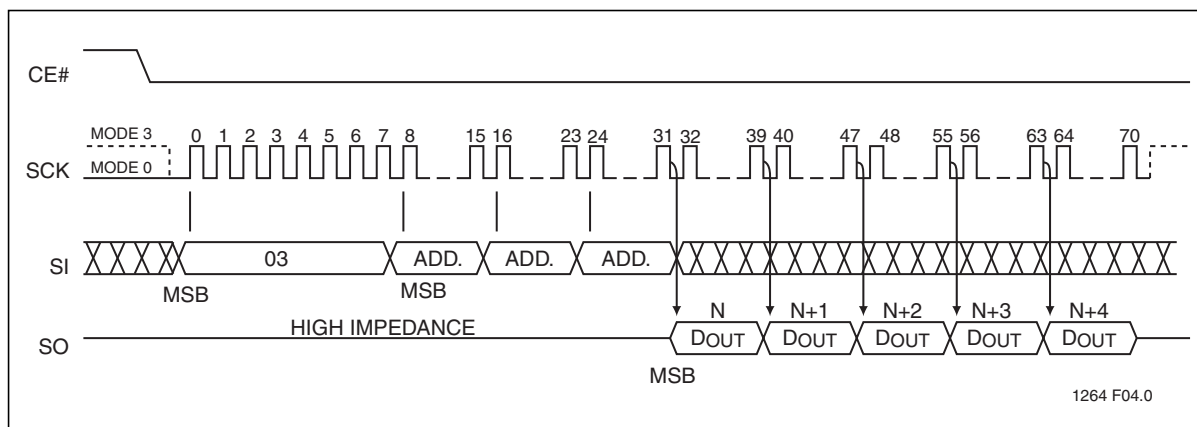 CE#
MODE 3 0 1 2 3 4 5 6 7 8 15 16 23 24 31 32 39 40 47 48 55 56 63 64 70
SCK MODE 0
SI 03 ADD. ADD. ADD.
MSB MSB
HIGH IMPEDANCE N N+1 N+2 N+3 N+4
SO DOUT DOUT DOUT DOUT DOUT
MSB
1264 F04.0